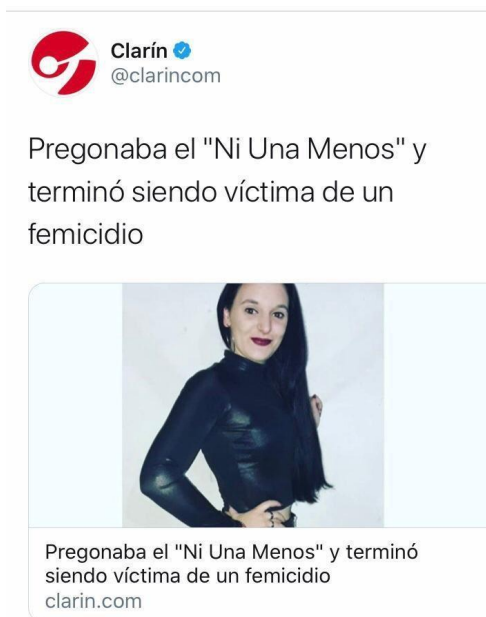 Clarín
@clarincom
Pregonaba el "Ni Una Menos" y
terminó siendo víctima de un
femicidio
Pregonaba el "Ni Una Menos" y terminó
siendo víctima de un femicidio
clarin.com